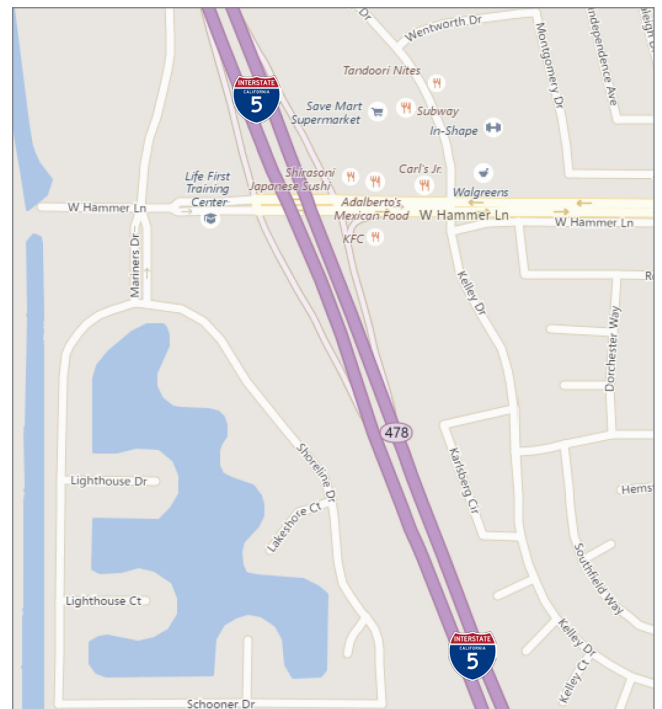 Dr
Wentworth Dr
Independence Ave
Montgomery Dr
Tandoori Nites
INTERSTATE
CALIFORNIA
5
Save Mart
Supermarket
Subway
In-Shape
Life First
Training
Center
Shirasoni
Japanese Sushi
Carl's Jr.
Walgreens
Adalberto's,
Mexican Food
W Hammer Ln
W Hammer Ln
W Hammer Ln
KFC
Mariners Dr
Kelley Dr
Dorchester Way
478
Karlsberg Cir
Shoreline Dr
Lighthouse Dr
Lakeshore Ct
Hemst
Southfield Way
Lighthouse Ct
INTERSTATE
CALIFORNIA
5
Kelley Dr
Kelley Ct
Schooner Dr